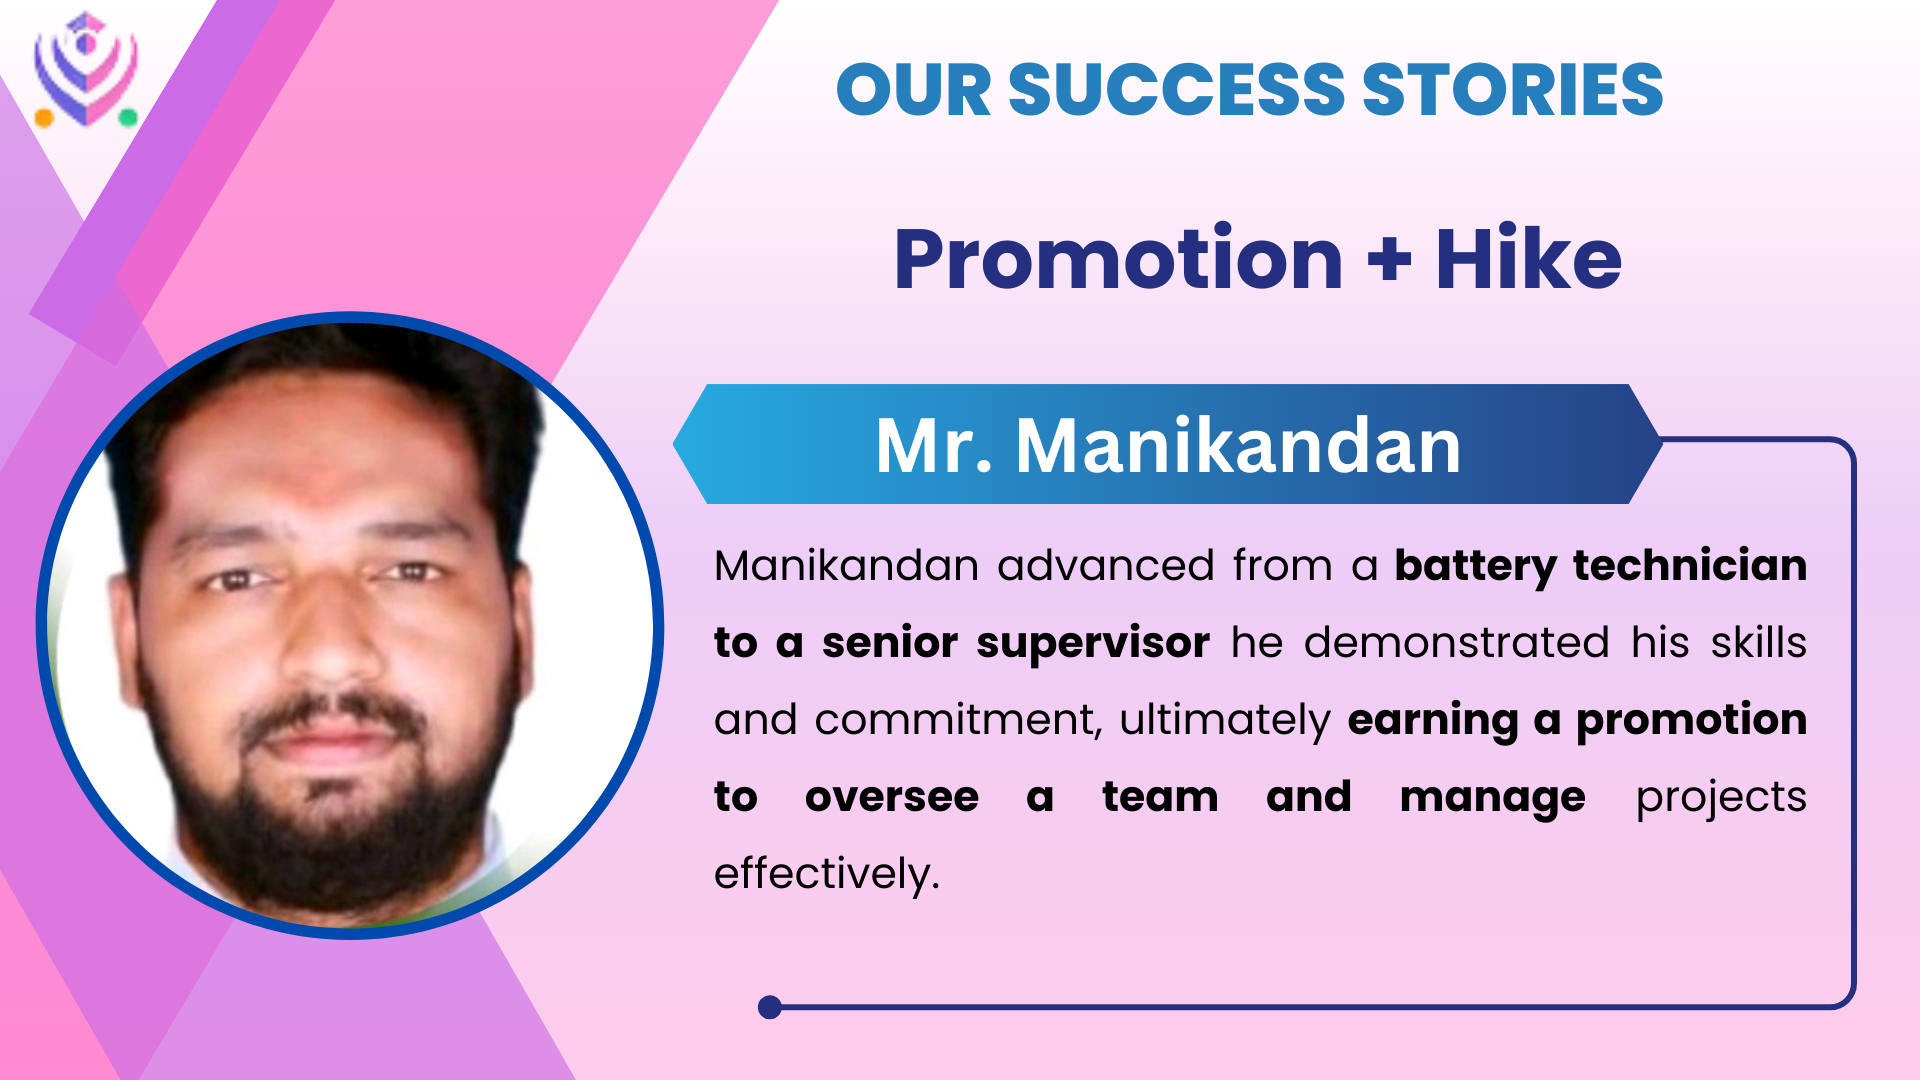 OUR SUCCESS STORIES
Promotion + Hike
Mr. Manikandan
Manikandan advanced from a battery technician
to a senior supervisor he demonstrated his skills
and commitment, ultimately earning a promotion
to oversee a team and manage projects
effectively.